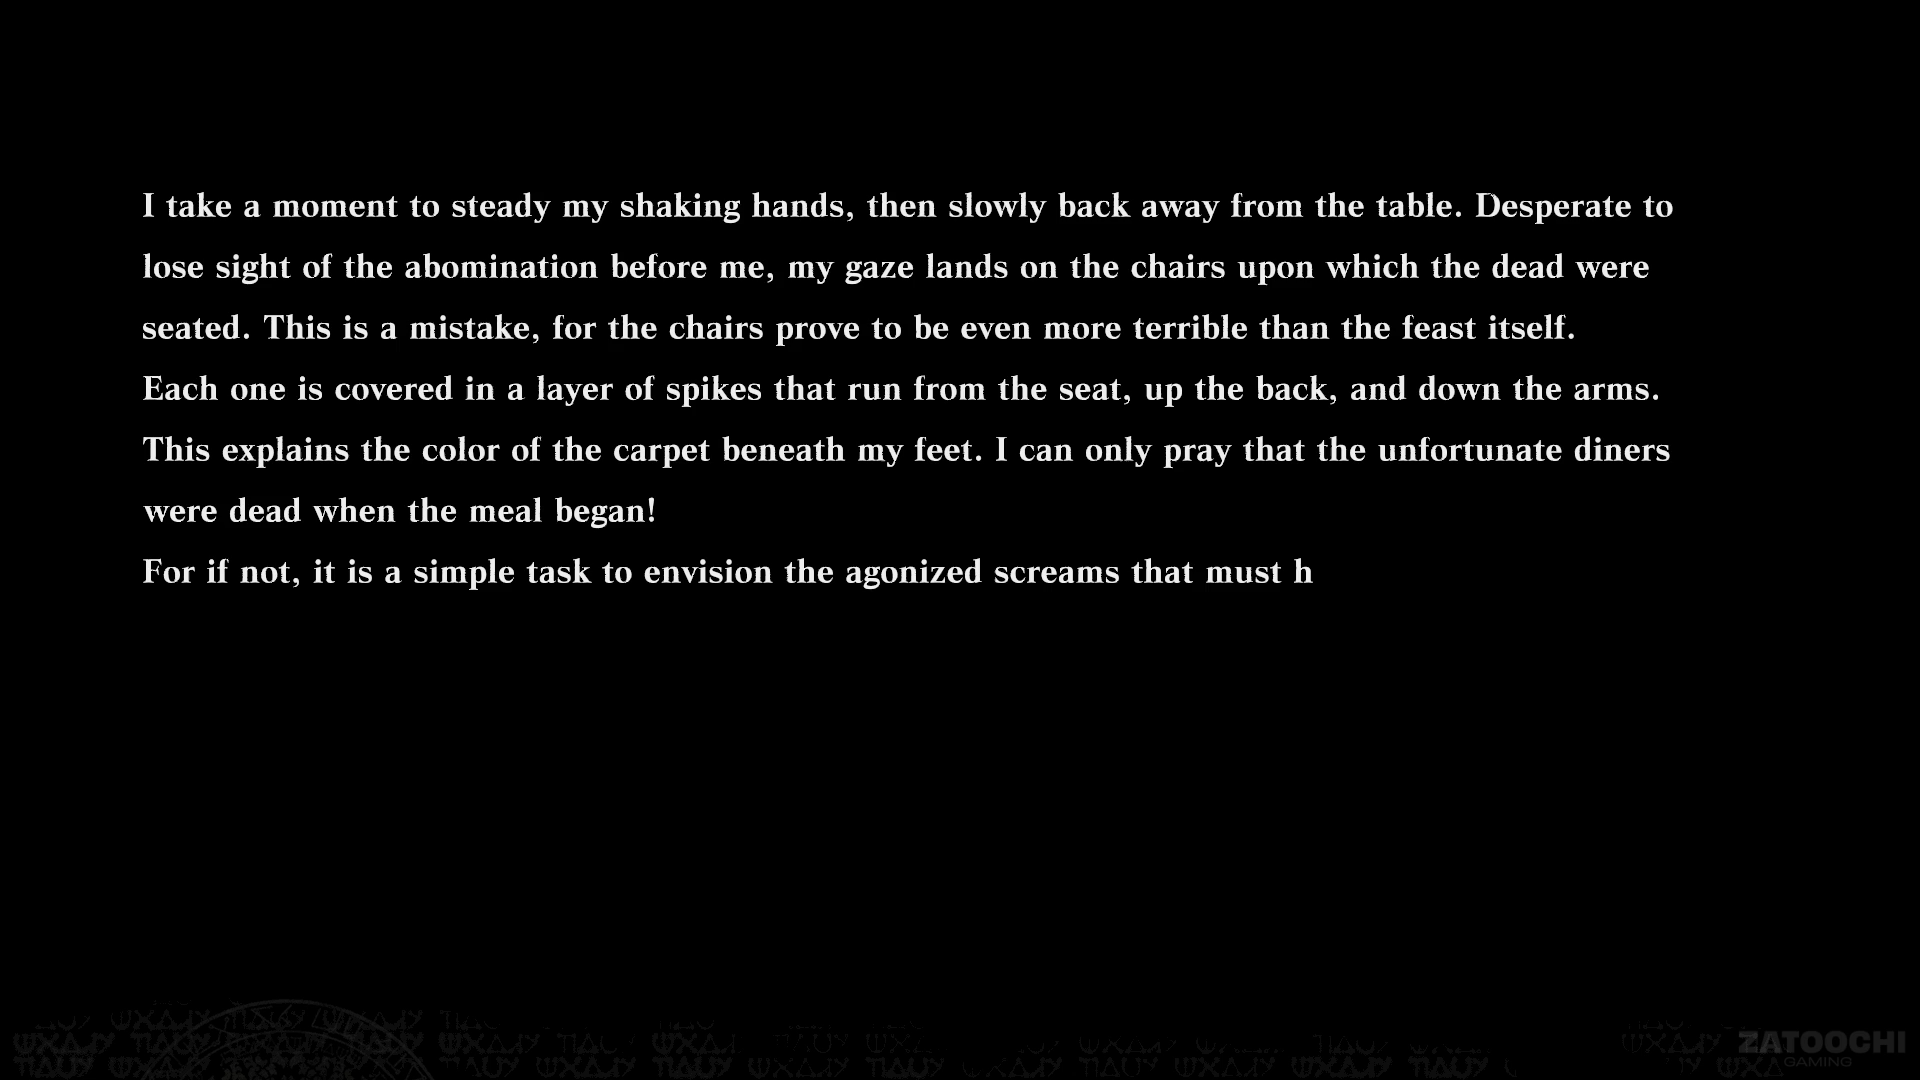 I take a moment to steady my shaking hands, then slowly back away from the table. Desperate to
lose sight of the abomination before me, my gaze lands on the chairs upon which the dead were
seated. This is a mistake, for the chairs prove to be even more terrible than the feast itself.
Each one is covered in a layer of spikes that run from the seat, up the back, and down the arms.
This explains the color of the carpet beneath my feet. I can only pray that the unfortunate diners
were dead when the meal began!
For if not, it is a simple task to envision the agonized screams that must h
ZATOOCHI
GAMING